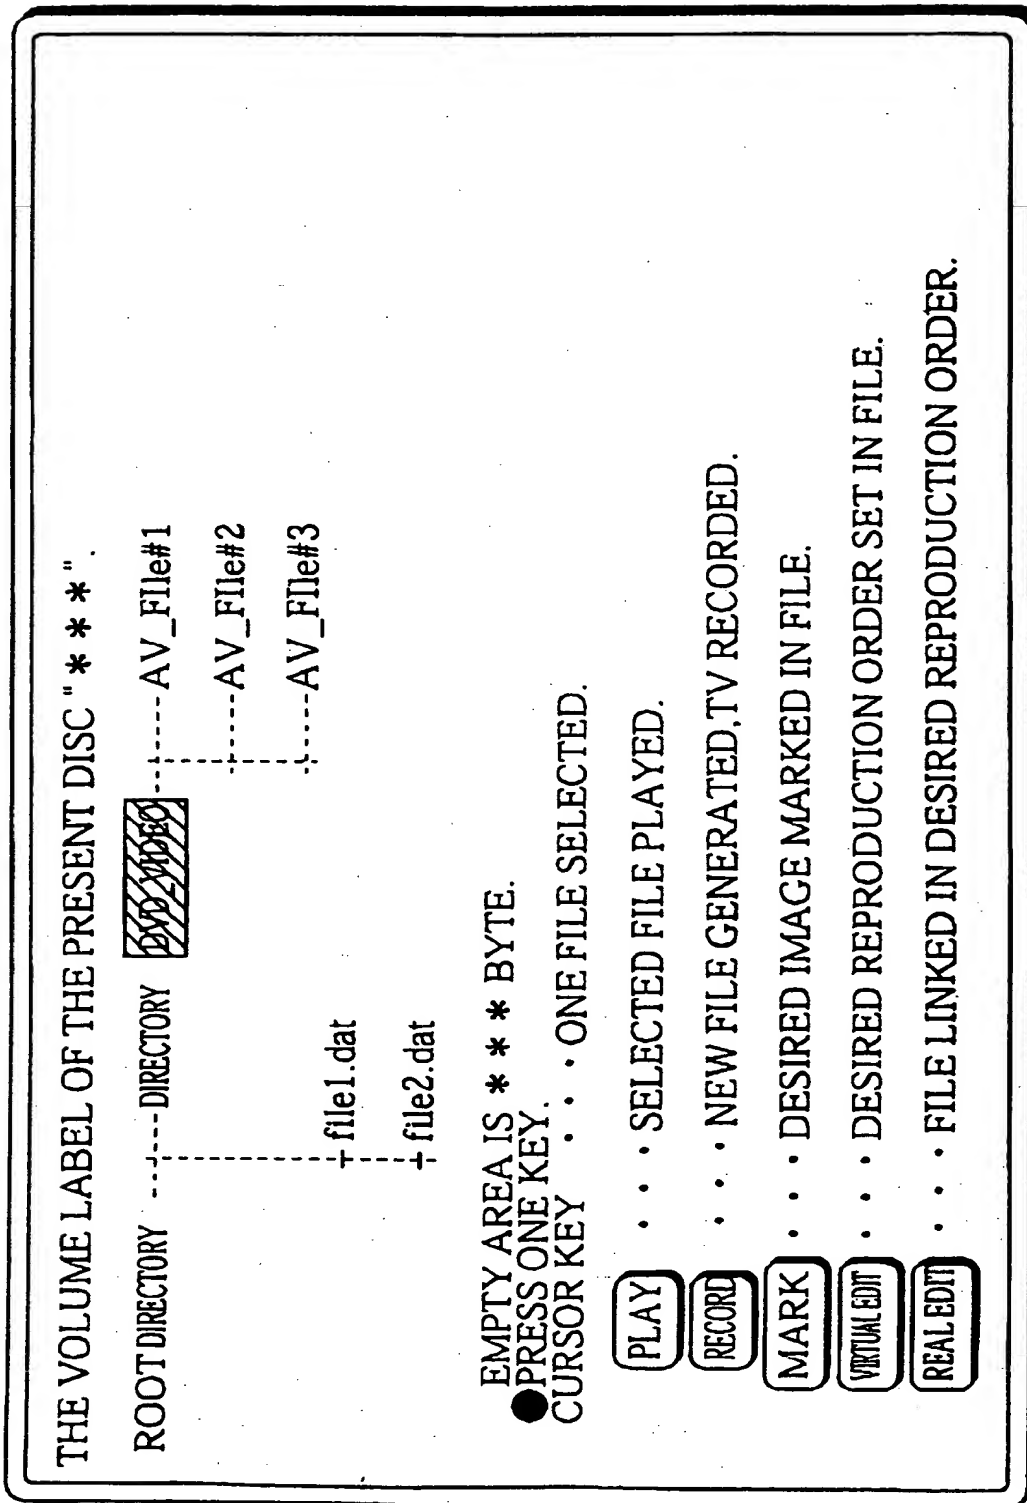 THE VOLUME LABEL OF THE PRESENT DISC "* * *".
ROOT DIRECTORY -----DIRECTORY DVD_VIDEO -----AV_FIle#1
-----AV_FIle#2
-----AV_FIle#3
file1.dat
file2.dat
EMPTY AREA IS * * * BYTE.
●PRESS ONE KEY.
CURSOR KEY · · · ONE FILE SELECTED.
PLAY · · · SELECTED FILE PLAYED.
RECORD · · · NEW FILE GENERATED,TV RECORDED.
MARK · · · DESIRED IMAGE MARKED IN FILE.
VIRTUAL EDIT · · · DESIRED REPRODUCTION ORDER SET IN FILE.
REAL EDIT · · · FILE LINKED IN DESIRED REPRODUCTION ORDER.